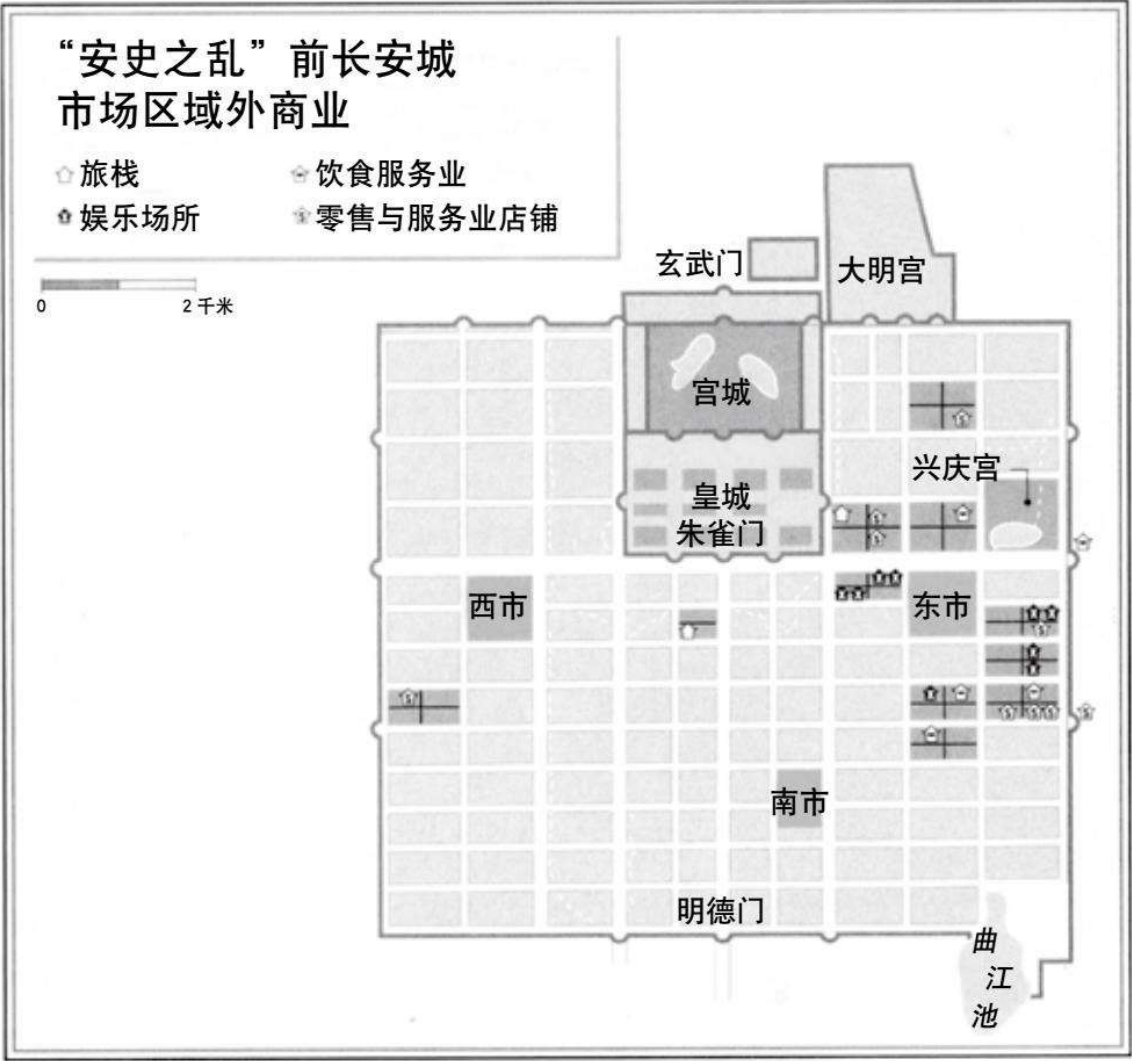 “安史之乱”前长安城
市场区域外商业
旅栈
饮食服务业
娱乐场所
零售与服务业店铺
0
2 千米
玄武门
大明宫
宫城
兴庆宫
皇城
朱雀门
西市
东市
南市
明德门
曲
江
池